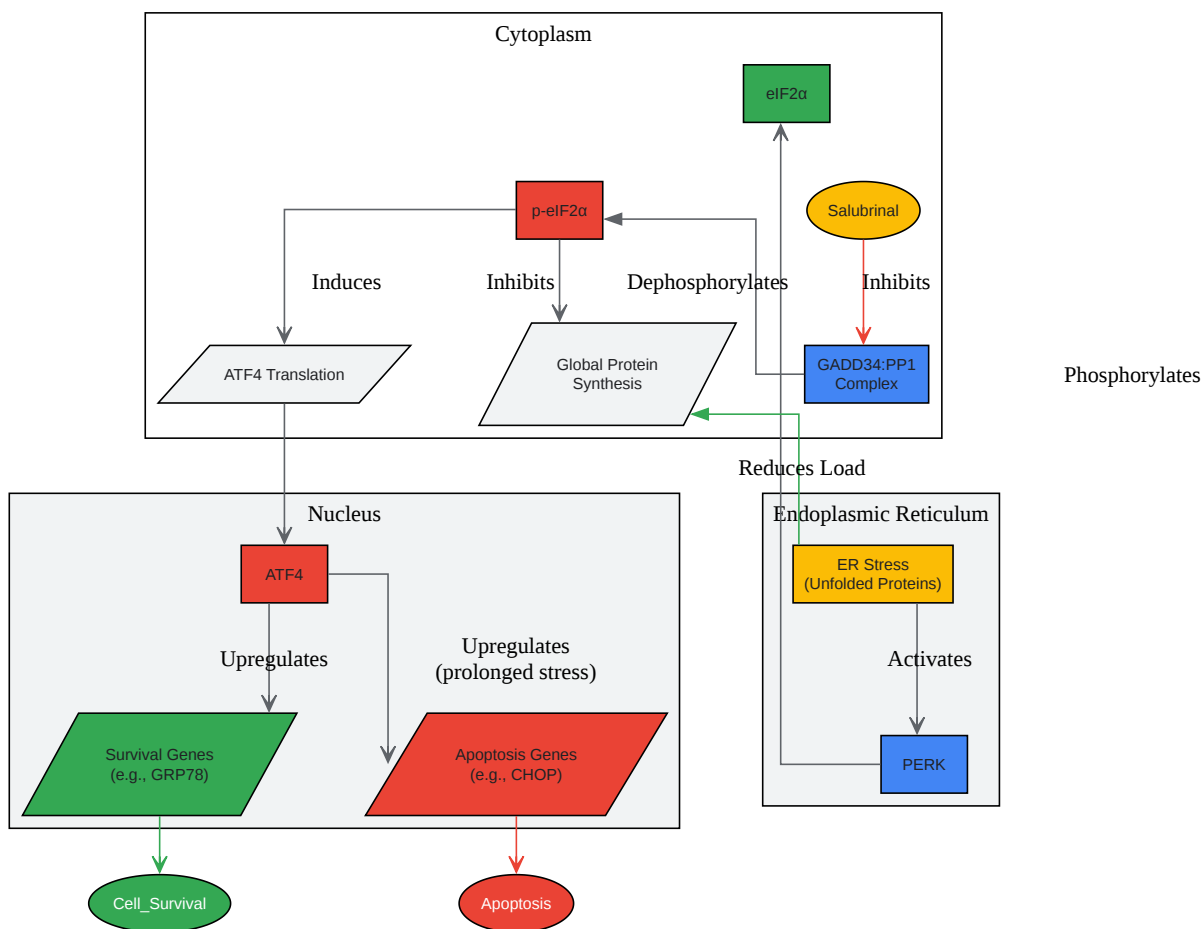 Cytoplasm
eIF2α
p-eIF2α
Salubrinal
Induces
Inhibits
Dephosphorylates
Inhibits
ATF4 Translation
Global Protein
Synthesis
GADD34:PP1
Complex
Phosphorylates
Reduces Load
Nucleus
Endoplasmic Reticulum
ATF4
ER Stress
(Unfolded Proteins)
Upregulates
Upregulates
(prolonged stress)
Activates
Survival Genes
(e.g., GRP78)
Apoptosis Genes
(e.g., CHOP)
PERK
Cell_Survival
Apoptosis